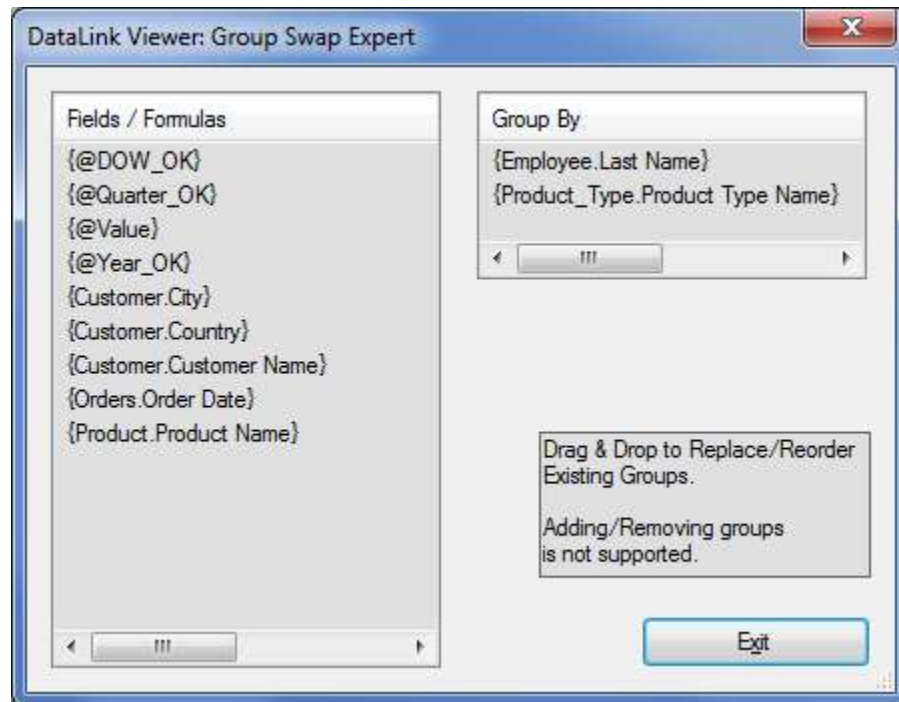 DataLink Viewer: Group Swap Expert
Fields / Formulas
{@DOW_OK}
{@Quarter_OK}
{@Value}
{@Year_OK}
{Customer.City}
{Customer.Country}
{Customer.Customer Name}
{Orders.Order Date}
{Product.Product Name}
Group By
{Employee.Last Name}
{Product_Type.Product Type Name}
Drag & Drop to Replace/Reorder
Existing Groups.
Adding/Removing groups
is not supported.
Exit